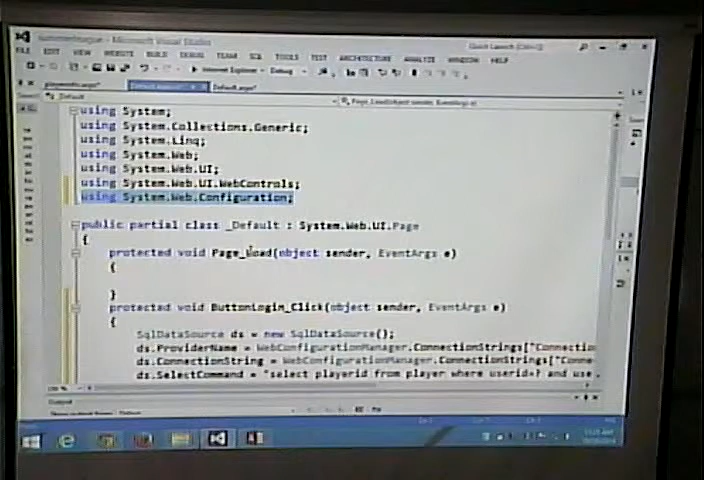 Microsoft Visual Studio
Quick Launch (Ctrl+Q)
FILE EDIT VIEW WEBSITE BUILD DEBUG TEAM SQL TOOLS TEST ARCHITECTURE ANALYZE WINDOW HELP
Internet Explorer Debug
Default.aspx
_Default
Page_Load(object sender, EventArgs e)
using System;
using System.Collections.Generic;
using System.Linq;
using System.Web;
using System.Web.UI;
using System.Web.UI.WebControls;
using System.Web.Configuration;
public partial class _Default : System.Web.UI.Page
{
protected void Page_Load(object sender, EventArgs e)
{
}
protected void ButtonLogin_Click(object sender, EventArgs e)
{
SqlDataSource ds = new SqlDataSource();
ds.ProviderName = WebConfigurationManager.ConnectionStrings["Connection
ds.ConnectionString = WebConfigurationManager.ConnectionStrings["Conne
ds.SelectCommand = "select playerid from player where userid=? and use
100 %
Output